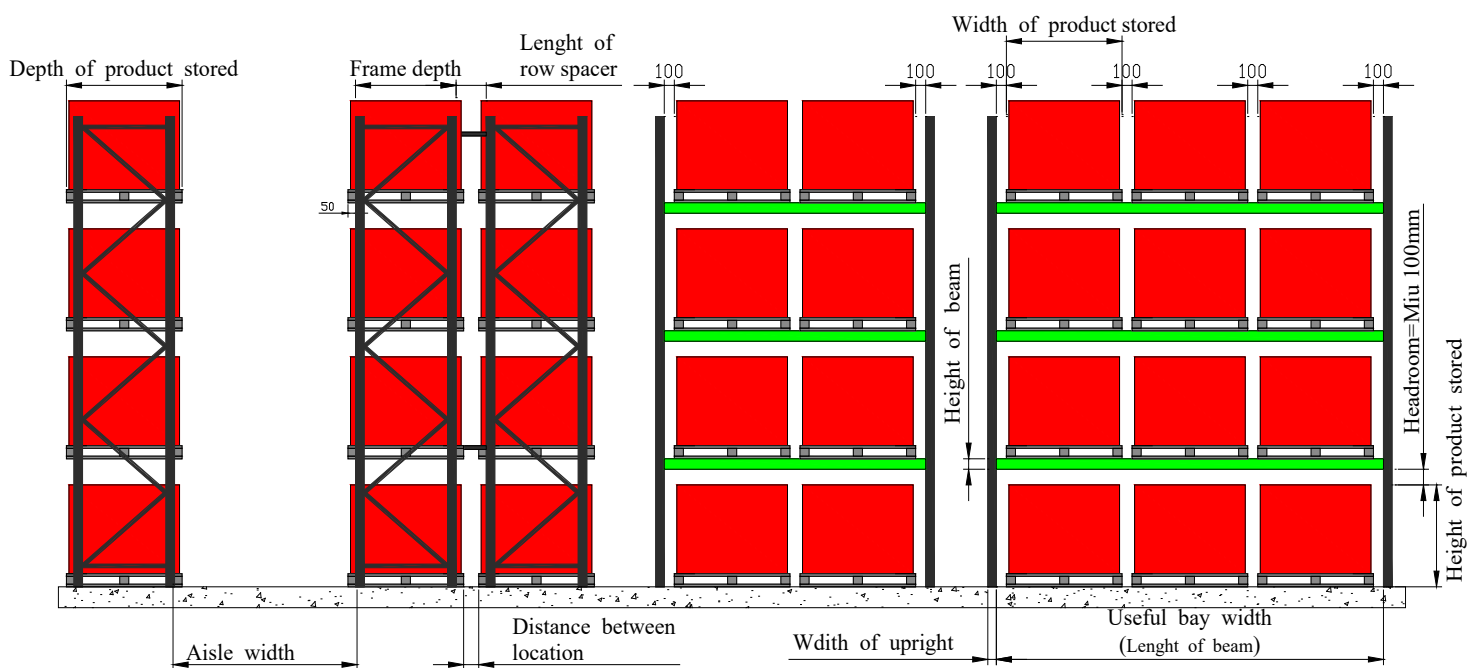 Width of product stored
Lenght of
row spacer
Depth of product stored
Frame depth
100
100
100
100
100
100
50
Height of beam
Headroom=Miu 100mm
Height of product stored
Aisle width
Distance between
location
Wdith of upright
Useful bay width
(Lenght of beam)